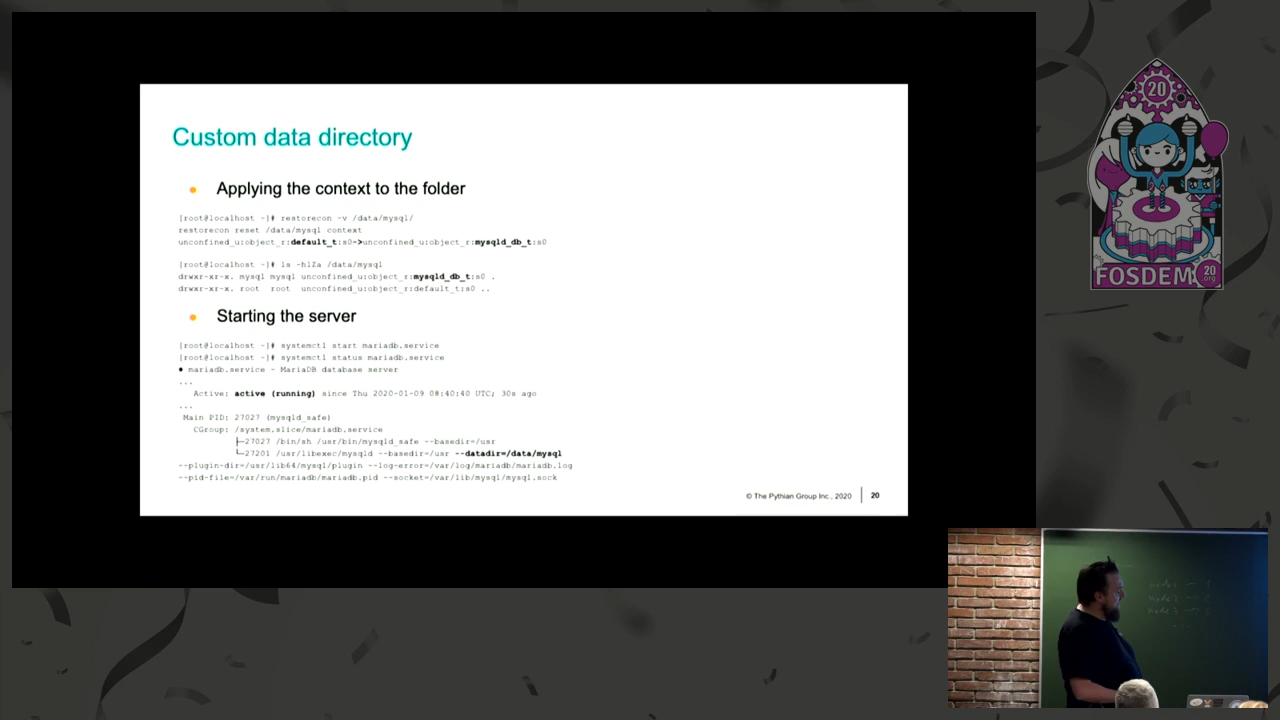 Custom data directory
● Applying the context to the folder
[root@localhost ~]# restorecon -v /data/mysql/
restorecon reset /data/mysql context
unconfined_u:object_r:default_t:s0->unconfined_u:object_r:mysqld_db_t:s0
[root@localhost ~]# ls -hlZa /data/mysql
drwxr-xr-x. mysql mysql unconfined_u:object_r:mysqld_db_t:s0 .
drwxr-xr-x. root root unconfined_u:object_r:default_t:s0 ..
● Starting the server
[root@localhost ~]# systemctl start mariadb.service
[root@localhost ~]# systemctl status mariadb.service
● mariadb.service - MariaDB database server
...
Active: active (running) since Thu 2020-01-09 08:40:40 UTC; 30s ago
...
Main PID: 27027 (mysqld_safe)
CGroup: /system.slice/mariadb.service
├─27027 /bin/sh /usr/bin/mysqld_safe --basedir=/usr
└─27201 /usr/libexec/mysqld --basedir=/usr --datadir=/data/mysql
--plugin-dir=/usr/lib64/mysql/plugin --log-error=/var/log/mariadb/mariadb.log
--pid-file=/var/run/mariadb/mariadb.pid --socket=/var/lib/mysql/mysql.sock
© The Pythian Group Inc., 2020 20
20
FOSDEM 20
.org